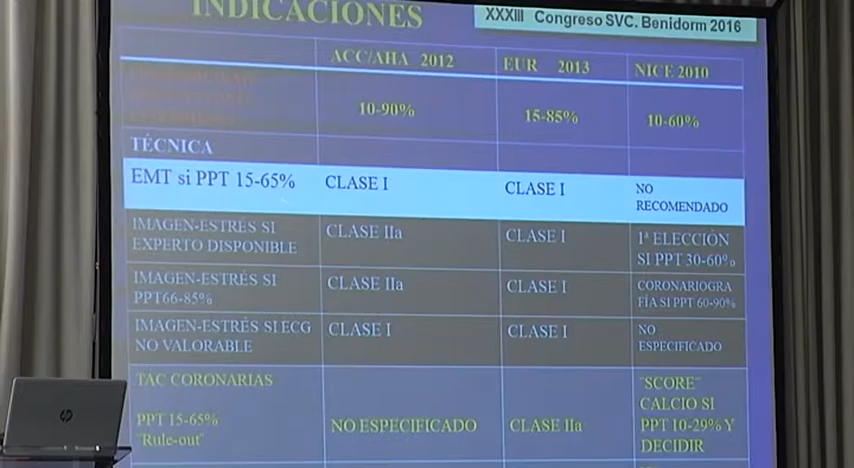 INDICACIONES
XXXIII Congreso SVC. Benidorm 2016
ACC/AHA 2012
EUR 2013
NICE 2010
10-90%
15-85%
10-60%
TÉCNICA
EMT si PPT 15-65%
CLASE I
CLASE I
NO
RECOMENDADO
IMAGEN-ESTRÉS SI
EXPERTO DISPONIBLE
CLASE IIa
CLASE I
1ª ELECCIÓN
SI PPT 30-60%
IMAGEN-ESTRÉS SI
PPT66-85%
CLASE IIa
CLASE I
CORONARIOGRA
FÍA SI PPT 60-90%
IMAGEN-ESTRÉS SI ECG
NO VALORABLE
CLASE I
CLASE I
NO
ESPECIFICADO
TAC CORONARIAS
PPT 15-65%
"Rule-out"
NO ESPECIFICADO
CLASE IIa
"SCORE"
CALCIO SI
PPT 10-29% Y
DECIDIR
hp